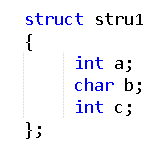 struct stru1
{
int a;
char b;
int c;
};